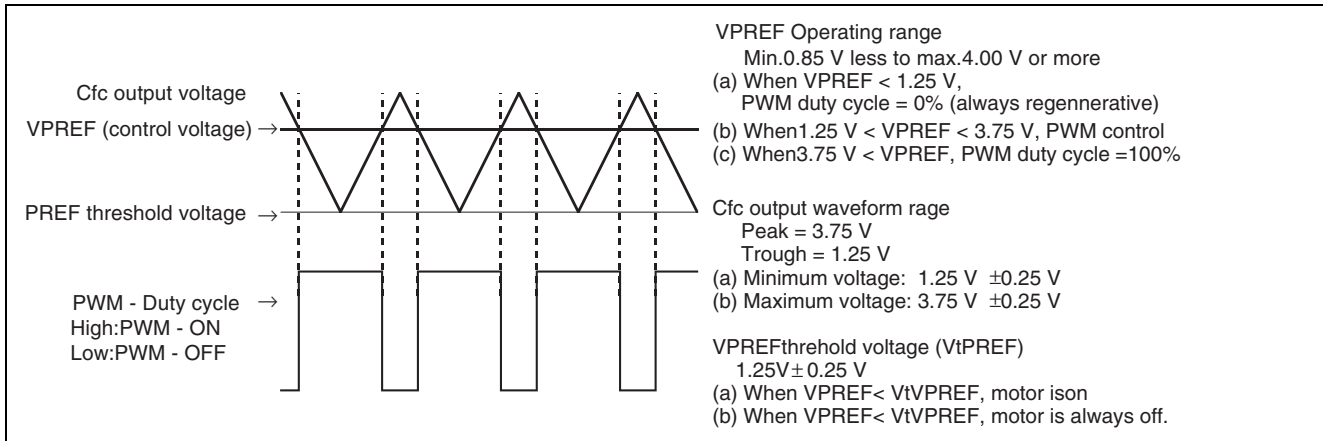 Cfc output voltage
VPREF (control voltage) →
PREF threshold voltage →
PWM - Duty cycle →
High:PWM - ON
Low:PWM - OFF
VPREF Operating range
Min.0.85 V less to max.4.00 V or more
(a) When VPREF < 1.25 V,
PWM duty cycle = 0% (always regennerative)
(b) When1.25 V < VPREF < 3.75 V, PWM control
(c) When3.75 V < VPREF, PWM duty cycle =100%
Cfc output waveform rage
Peak = 3.75 V
Trough = 1.25 V
(a) Minimum voltage: 1.25 V ±0.25 V
(b) Maximum voltage: 3.75 V ±0.25 V
VPREFthrehold voltage (VtPREF)
1.25V± 0.25 V
(a) When VPREF< VtVPREF, motor ison
(b) When VPREF< VtVPREF, motor is always off.